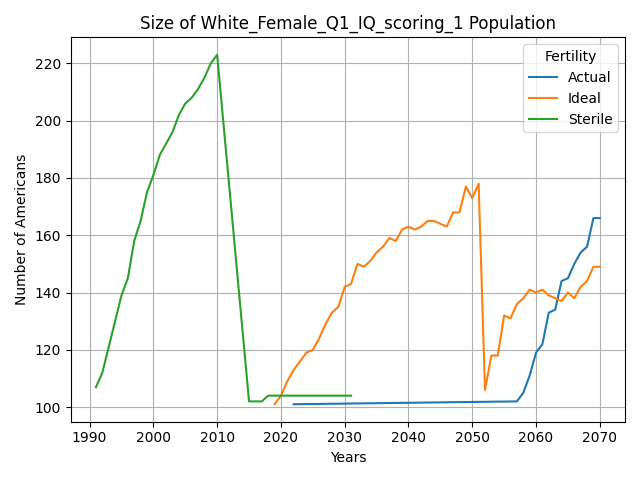 Size of White_Female_Q1_IQ_scoring_1 Population
Fertility
Actual
Ideal
Sterile
Number of Americans
220
200
180
160
140
120
100
1990
2000
2010
2020
2030
2040
2050
2060
2070
Years